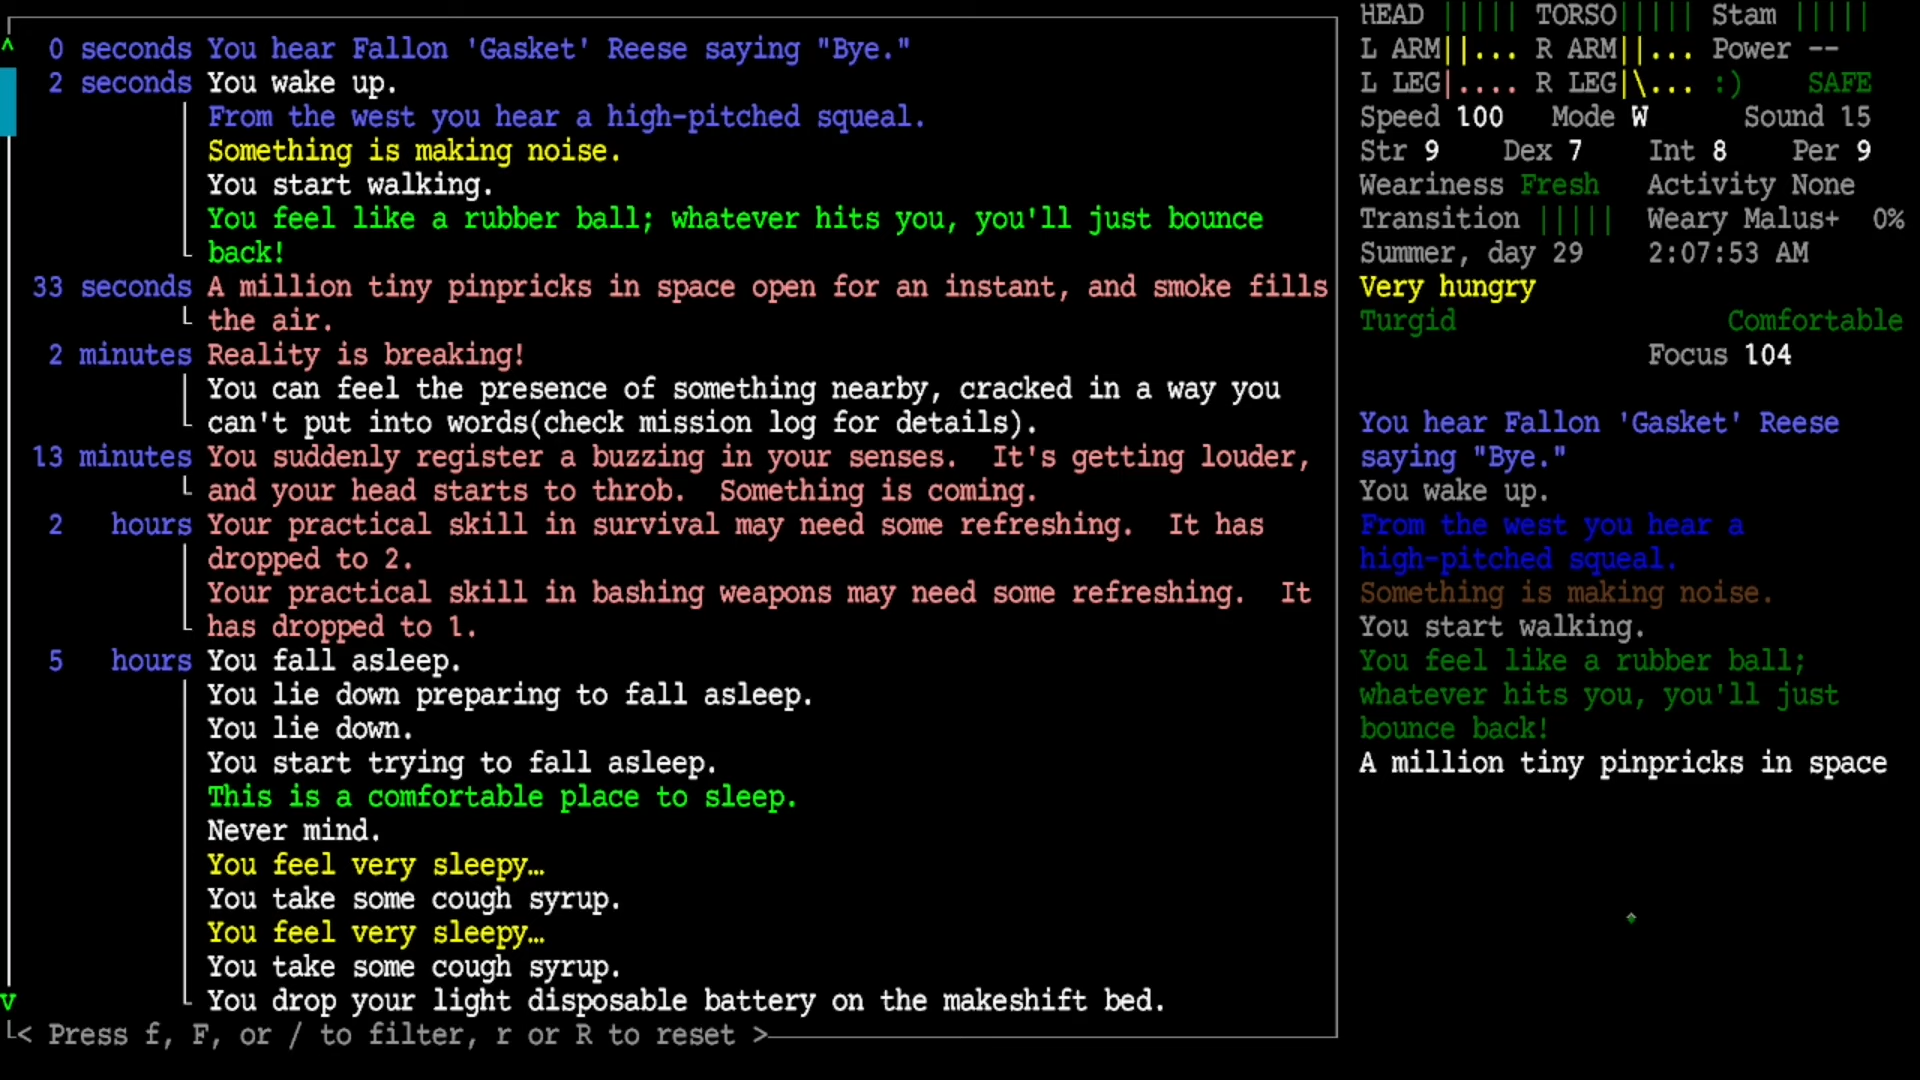 ^ 0 seconds You hear Fallon 'Gasket' Reese saying "Bye."
2 seconds You wake up.
From the west you hear a high-pitched squeal.
Something is making noise.
You start walking.
You feel like a rubber ball; whatever hits you, you'll just bounce
back!
33 seconds A million tiny pinpricks in space open for an instant, and smoke fills
the air.
2 minutes Reality is breaking!
You can feel the presence of something nearby, cracked in a way you
can't put into words(check mission log for details).
13 minutes You suddenly register a buzzing in your senses.  It's getting louder,
and your head starts to throb.  Something is coming.
2 hours Your practical skill in survival may need some refreshing.  It has
dropped to 2.
Your practical skill in bashing weapons may need some refreshing.  It
has dropped to 1.
5 hours You fall asleep.
You lie down preparing to fall asleep.
You lie down.
You start trying to fall asleep.
This is a comfortable place to sleep.
Never mind.
You feel very sleepy…
You take some cough syrup.
You feel very sleepy…
You take some cough syrup.
v You drop your light disposable battery on the makeshift bed.
< Press f, F, or / to filter, r or R to reset >
HEAD ||||| TORSO||||| Stam |||||
L ARM||... R ARM||... Power --
L LEG|.... R LEG|\... :) SAFE
Speed 100 Mode W Sound 15
Str 9 Dex 7 Int 8 Per 9
Weariness Fresh Activity None
Transition ||||| Weary Malus+ 0%
Summer, day 29 2:07:53 AM
Very hungry
Turgid Comfortable
Focus 104
You hear Fallon 'Gasket' Reese
saying "Bye."
You wake up.
From the west you hear a
high-pitched squeal.
Something is making noise.
You start walking.
You feel like a rubber ball;
whatever hits you, you'll just
bounce back!
A million tiny pinpricks in space